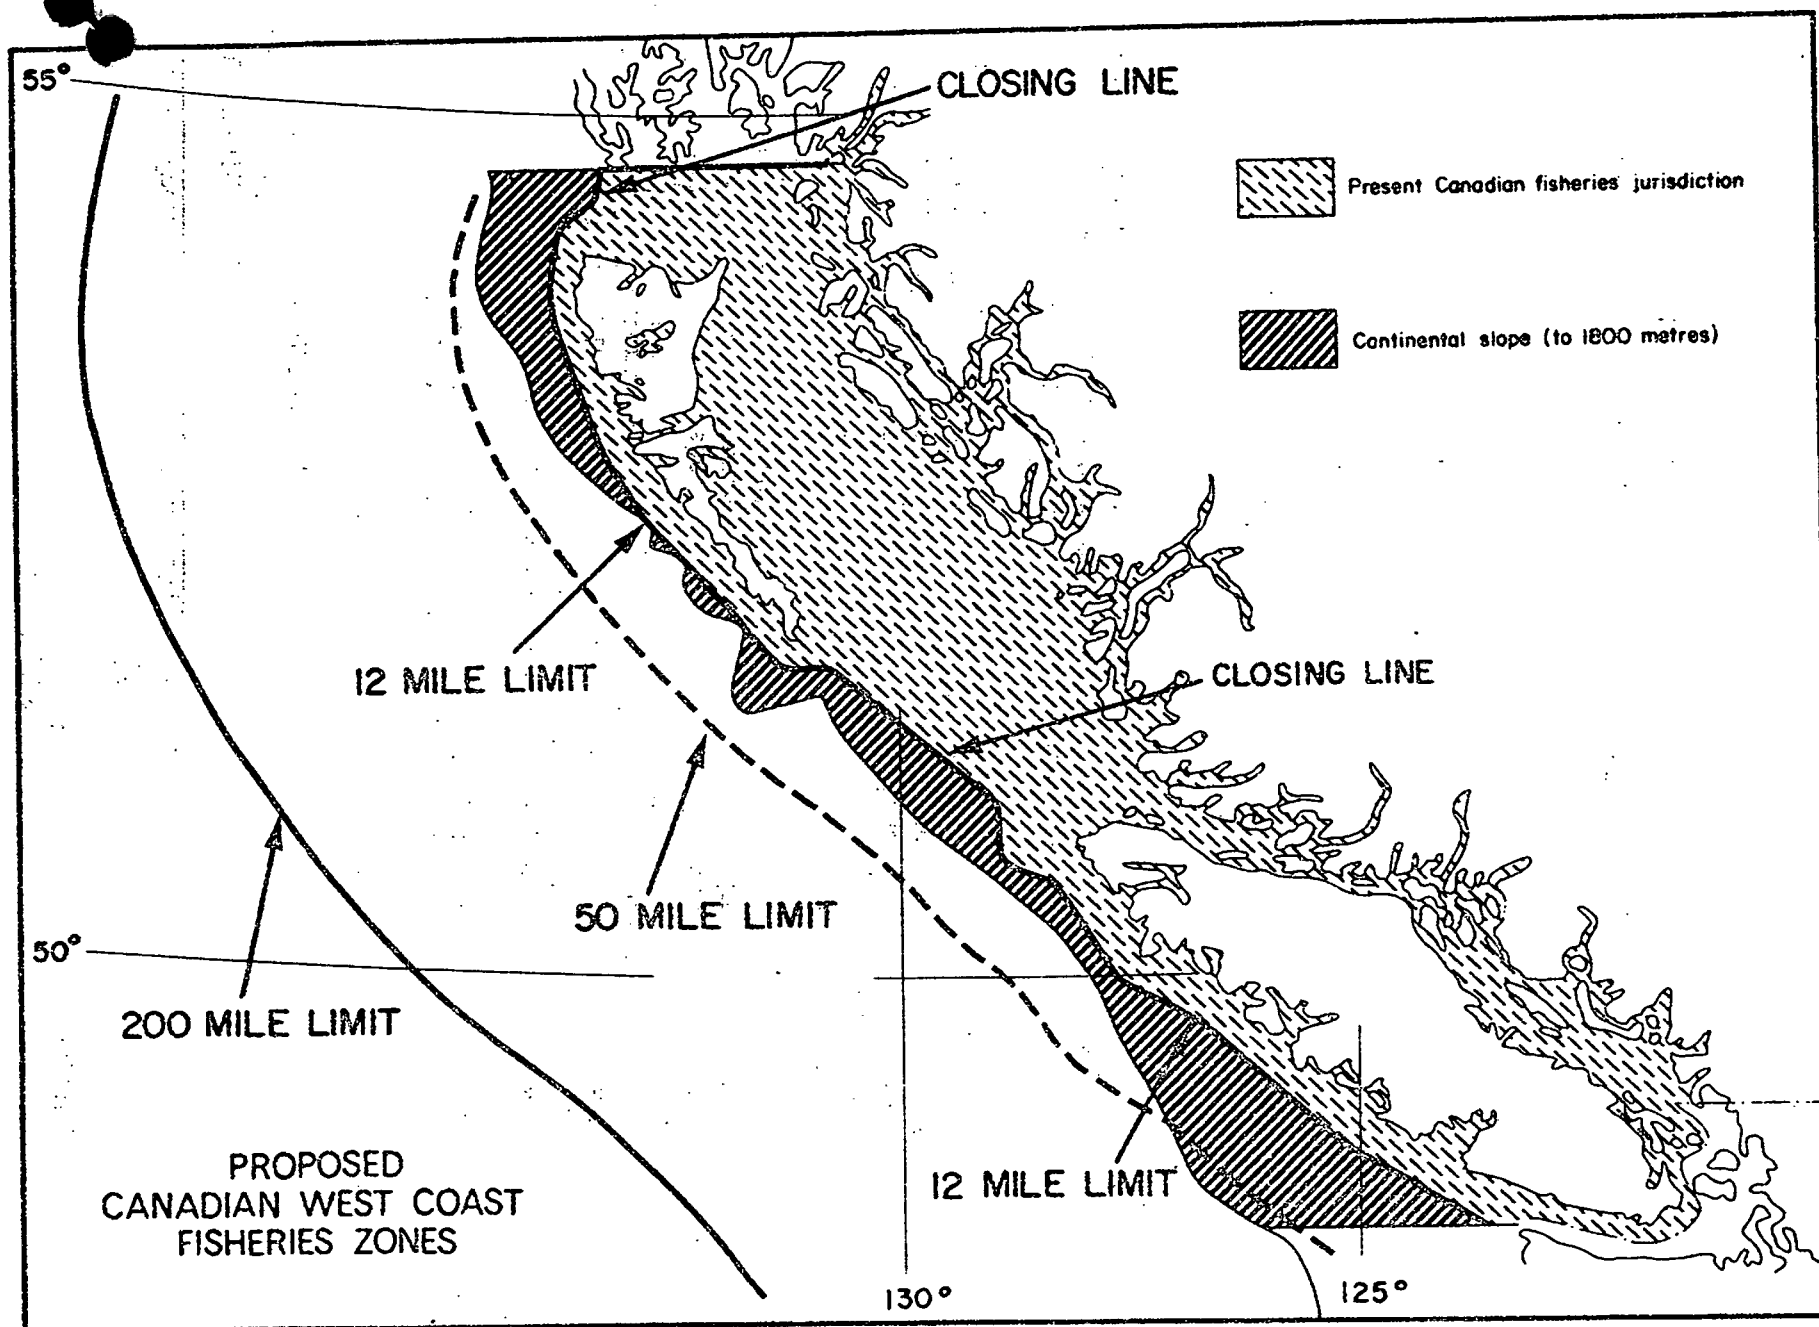 55°
CLOSING LINE
Present Canadian fisheries jurisdiction
Continental slope (to 1800 metres)
12 MILE LIMIT
CLOSING LINE
50 MILE LIMIT
50°
200 MILE LIMIT
PROPOSED
CANADIAN WEST COAST
FISHERIES ZONES
12 MILE LIMIT
130°
125°